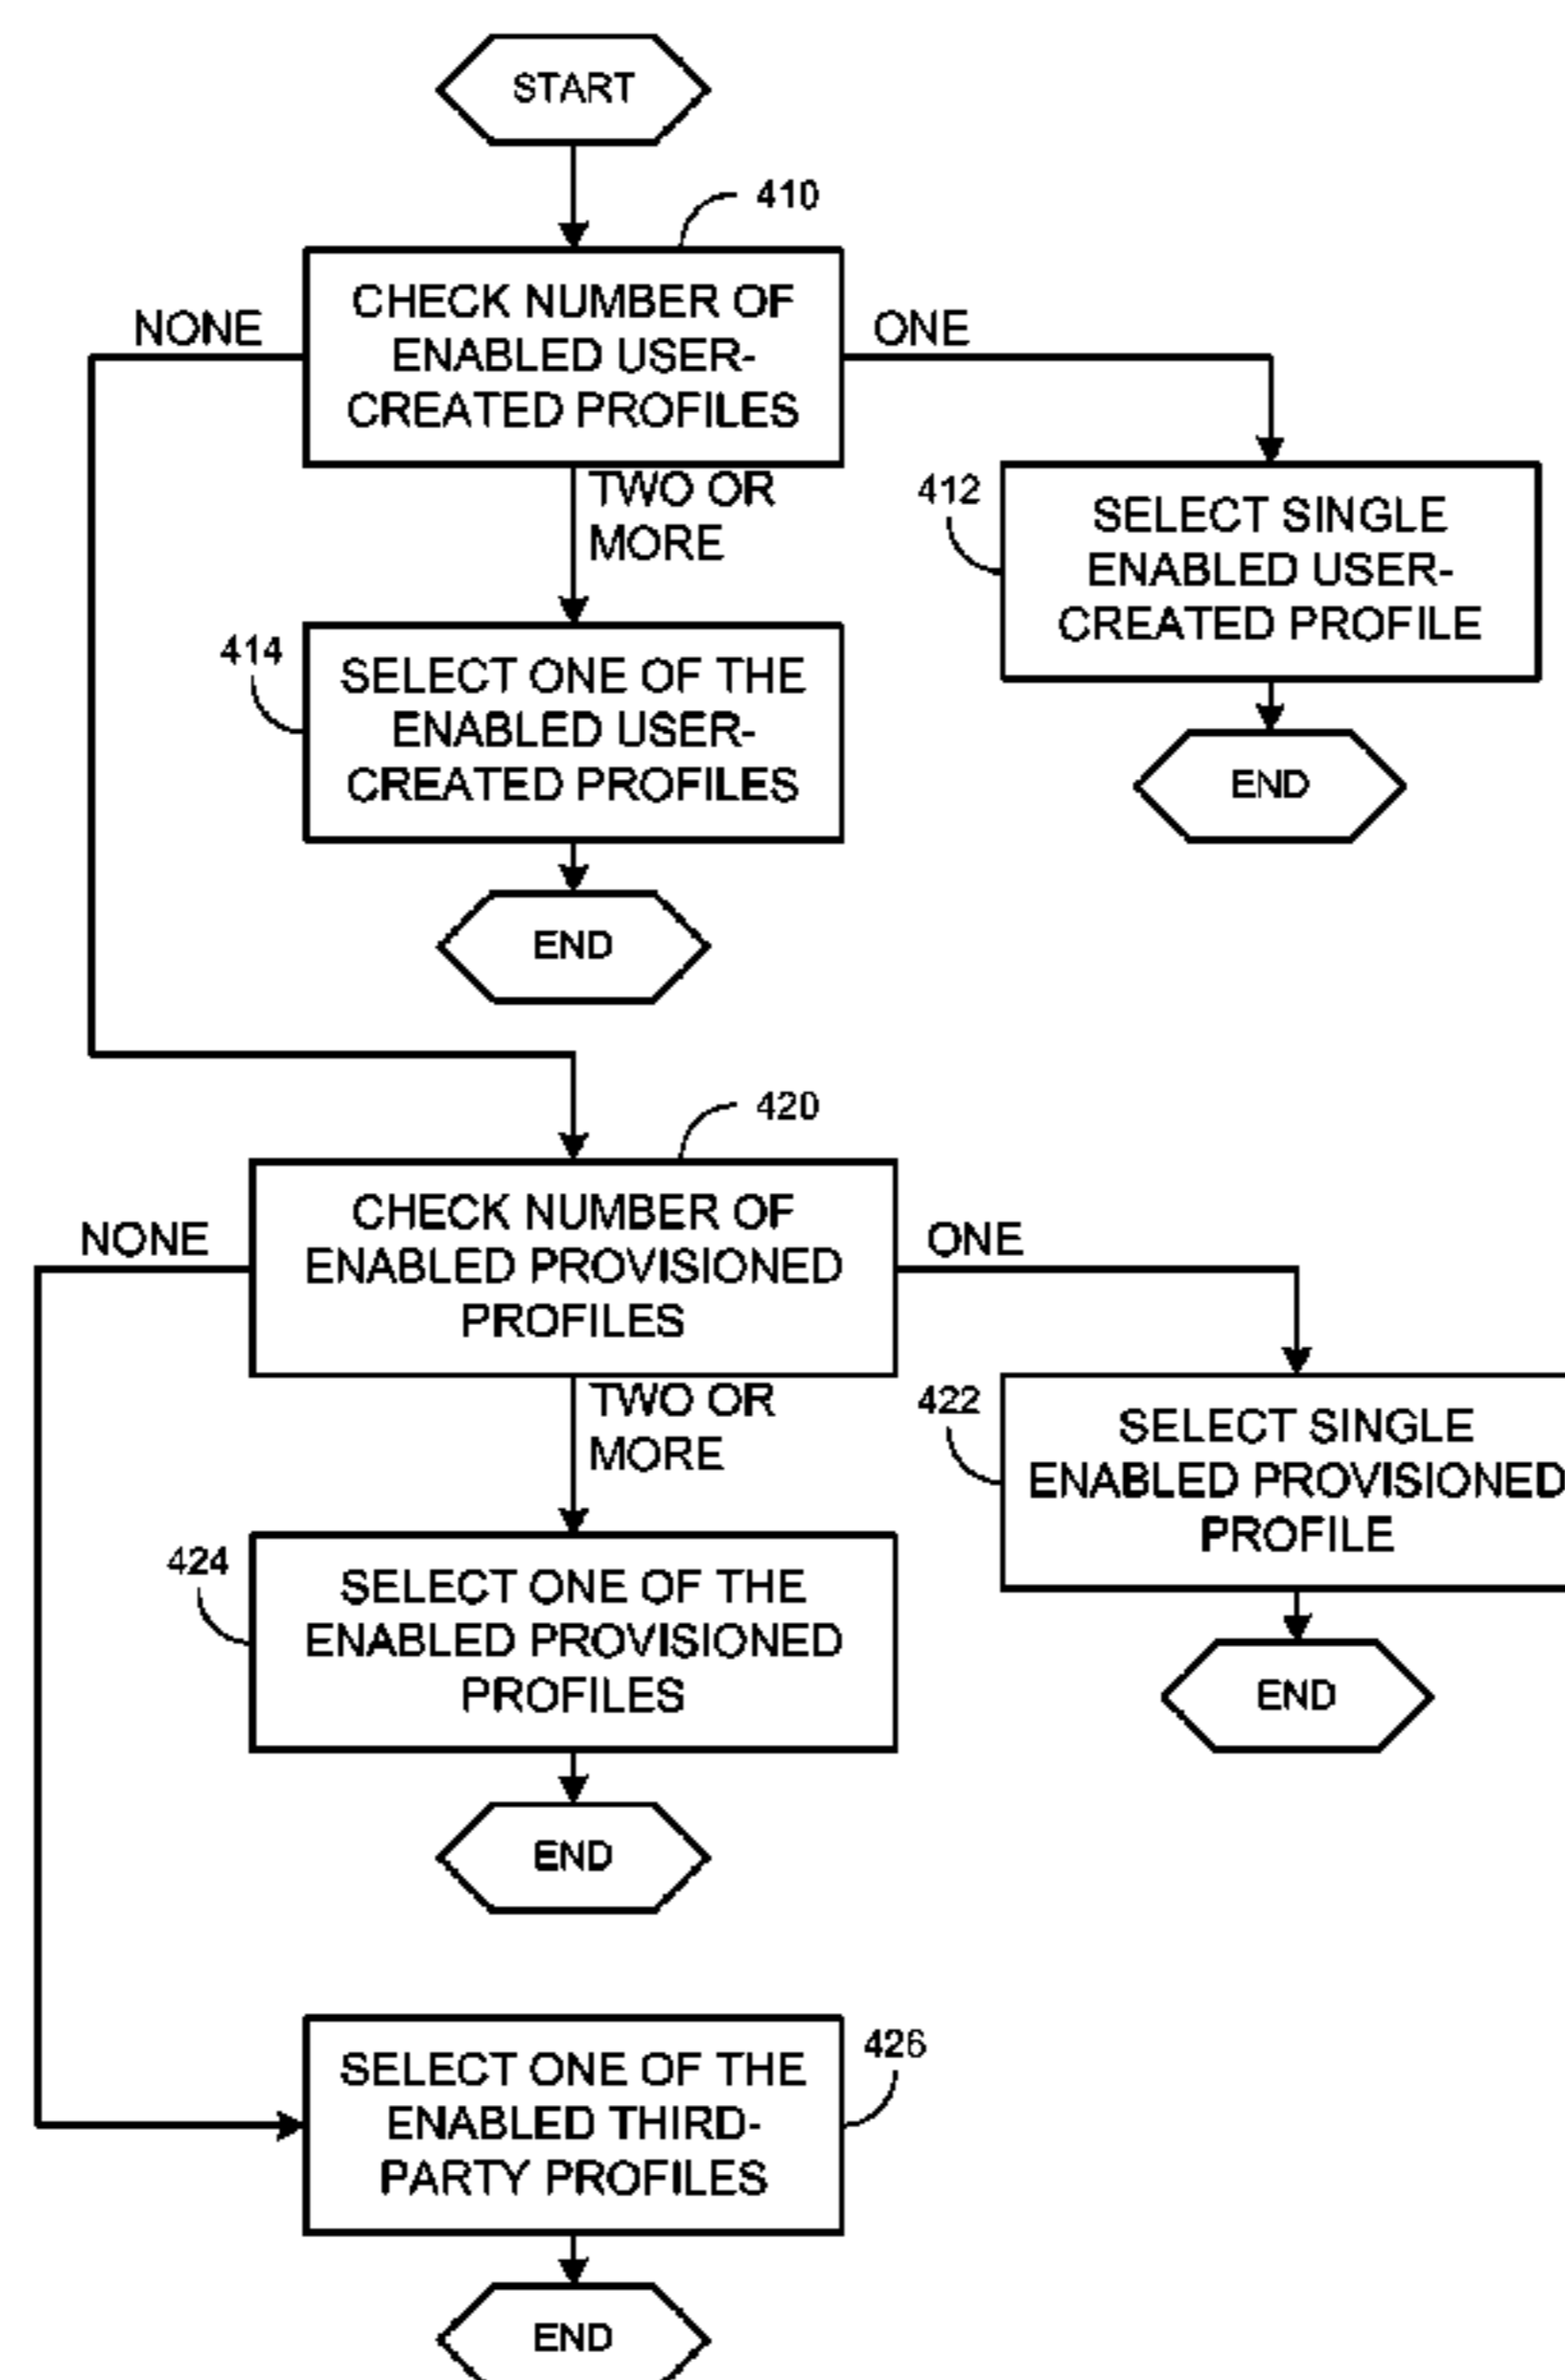 START
410
CHECK NUMBER OF
ENABLED USER-
CREATED PROFILES
NONE
ONE
TWO OR
MORE
412
SELECT SINGLE
ENABLED USER-
CREATED PROFILE
END
414
SELECT ONE OF THE
ENABLED USER-
CREATED PROFILES
END
420
CHECK NUMBER OF
ENABLED PROVISIONED
PROFILES
NONE
ONE
TWO OR
MORE
422
SELECT SINGLE
ENABLED PROVISIONED
PROFILE
END
424
SELECT ONE OF THE
ENABLED PROVISIONED
PROFILES
END
426
SELECT ONE OF THE
ENABLED THIRD-
PARTY PROFILES
END